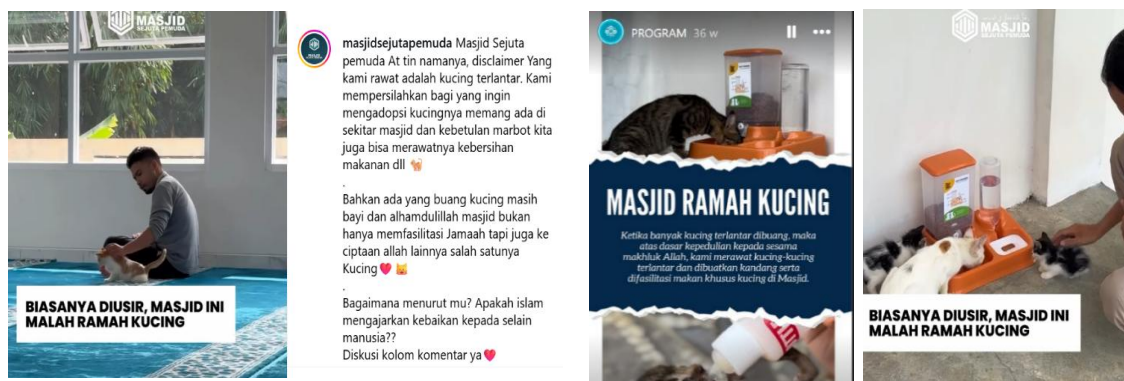 MASJID
SEJUTA PEMUDA
BIASANYA DIUSIR, MASJID INI
MALAH RAMAH KUCING
masjidsejutapemuda Masjid Sejuta
pemuda At tin namanya, disclaimer Yang
kami rawat adalah kucing terlantar. Kami
mempersilahkan bagi yang ingin
mengadopsi kucingnya memang ada di
sekitar masjid dan kebetulan marbot kita
juga bisa merawatnya kebersihan
makanan dll 🐈
.
Bahkan ada yang buang kucing masih
bayi dan alhamdulillah masjid bukan
hanya memfasilitasi Jamaah tapi juga ke
ciptaan allah lainnya salah satunya
Kucing❤️ 😸
.
Bagaimana menurut mu? Apakah islam
mengajarkan kebaikan kepada selain
manusia??
Diskusi kolom komentar ya❤️
PROGRAM 36 w
MASJID RAMAH KUCING
Ketika banyak kucing terlantar dibuang, maka
atas dasar kepedulian kepada sesama
makhluk Allah, kami merawat kucing-kucing
terlantar dan dibuatkan kandang serta
difasilitasi makan khusus kucing di Masjid.
MASJID
SEJUTA PEMUDA
BIASANYA DIUSIR, MASJID INI
MALAH RAMAH KUCING